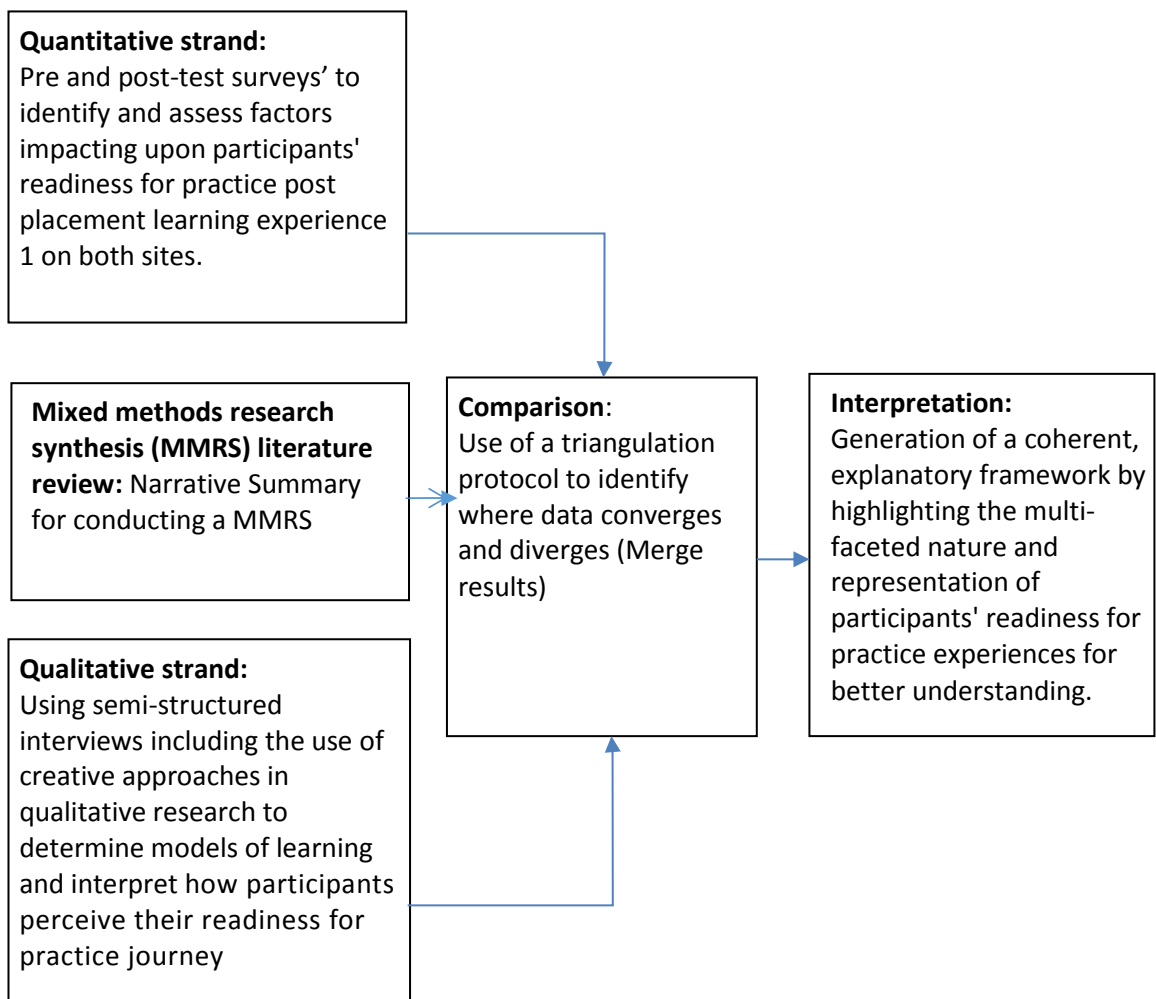 Quantitative strand:
Pre and post-test surveys’ to
identify and assess factors
impacting upon participants'
readiness for practice post
placement learning experience
1 on both sites.
Mixed methods research
synthesis (MMRS) literature
review: Narrative Summary
for conducting a MMRS
Qualitative strand:
Using semi-structured
interviews including the use of
creative approaches in
qualitative research to
determine models of learning
and interpret how participants
perceive their readiness for
practice journey
Comparison:
Use of a triangulation
protocol to identify
where data converges
and diverges (Merge
results)
Interpretation:
Generation of a coherent,
explanatory framework by
highlighting the multi-
faceted nature and
representation of
participants' readiness for
practice experiences for
better understanding.